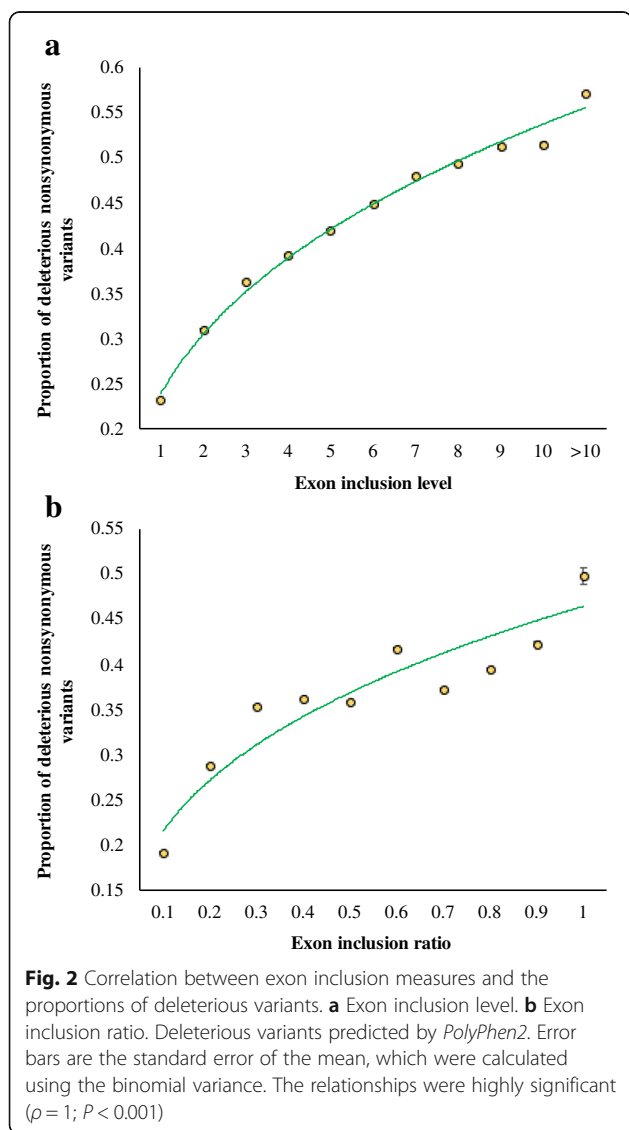 a
0.6
0.55
0.5
0.45
0.4
0.35
0.3
0.25
0.2
Proportion of deleterious nonsynonymous
variants
1 2 3 4 5 6 7 8 9 10 >10
Exon inclusion level
b
0.55
0.5
0.45
0.4
0.35
0.3
0.25
0.2
0.15
Proportion of deleterious nonsynonymous
variants
0.1 0.2 0.3 0.4 0.5 0.6 0.7 0.8 0.9 1
Exon inclusion ratio
Fig. 2 Correlation between exon inclusion measures and the
proportions of deleterious variants. a Exon inclusion level. b Exon
inclusion ratio. Deleterious variants predicted by PolyPhen2. Error
bars are the standard error of the mean, which were calculated
using the binomial variance. The relationships were highly significant
(ρ = 1; P < 0.001)